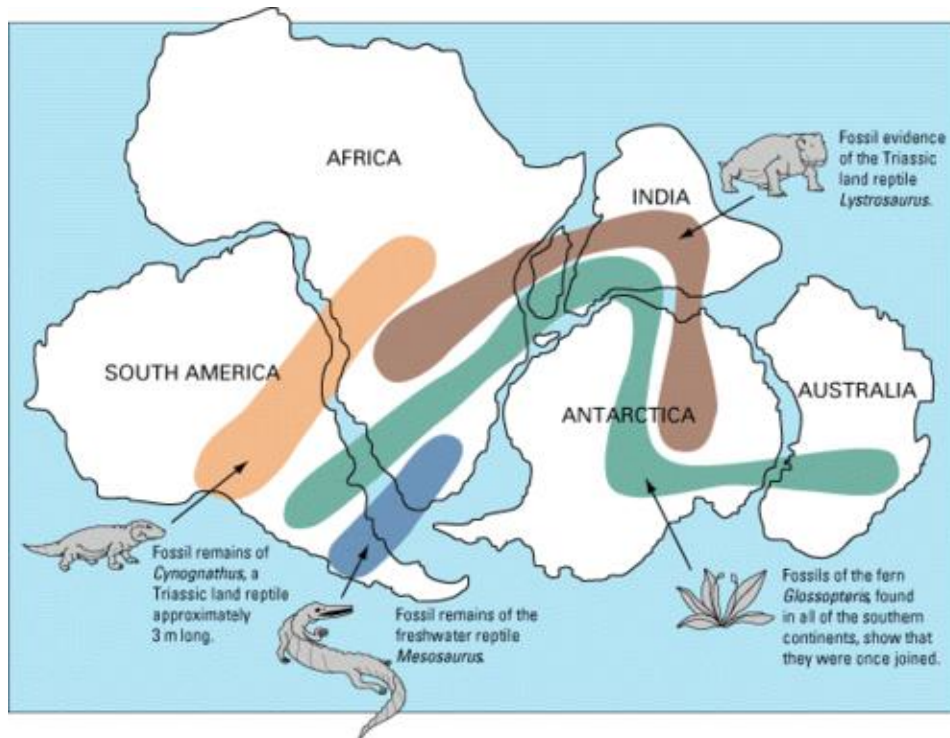 AFRICA
INDIA
Fossil evidence
of the Triassic
land reptile
Lystrosaurus.
SOUTH AMERICA
ANTARCTICA
AUSTRALIA
Fossil remains of
Cynognathus, a
Triassic land reptile
approximately
3 m long.
Fossil remains of the
freshwater reptile
Mesosaurus.
Fossils of the fern
Glossopteris, found
in all of the southern
continents, show that
they were once joined.